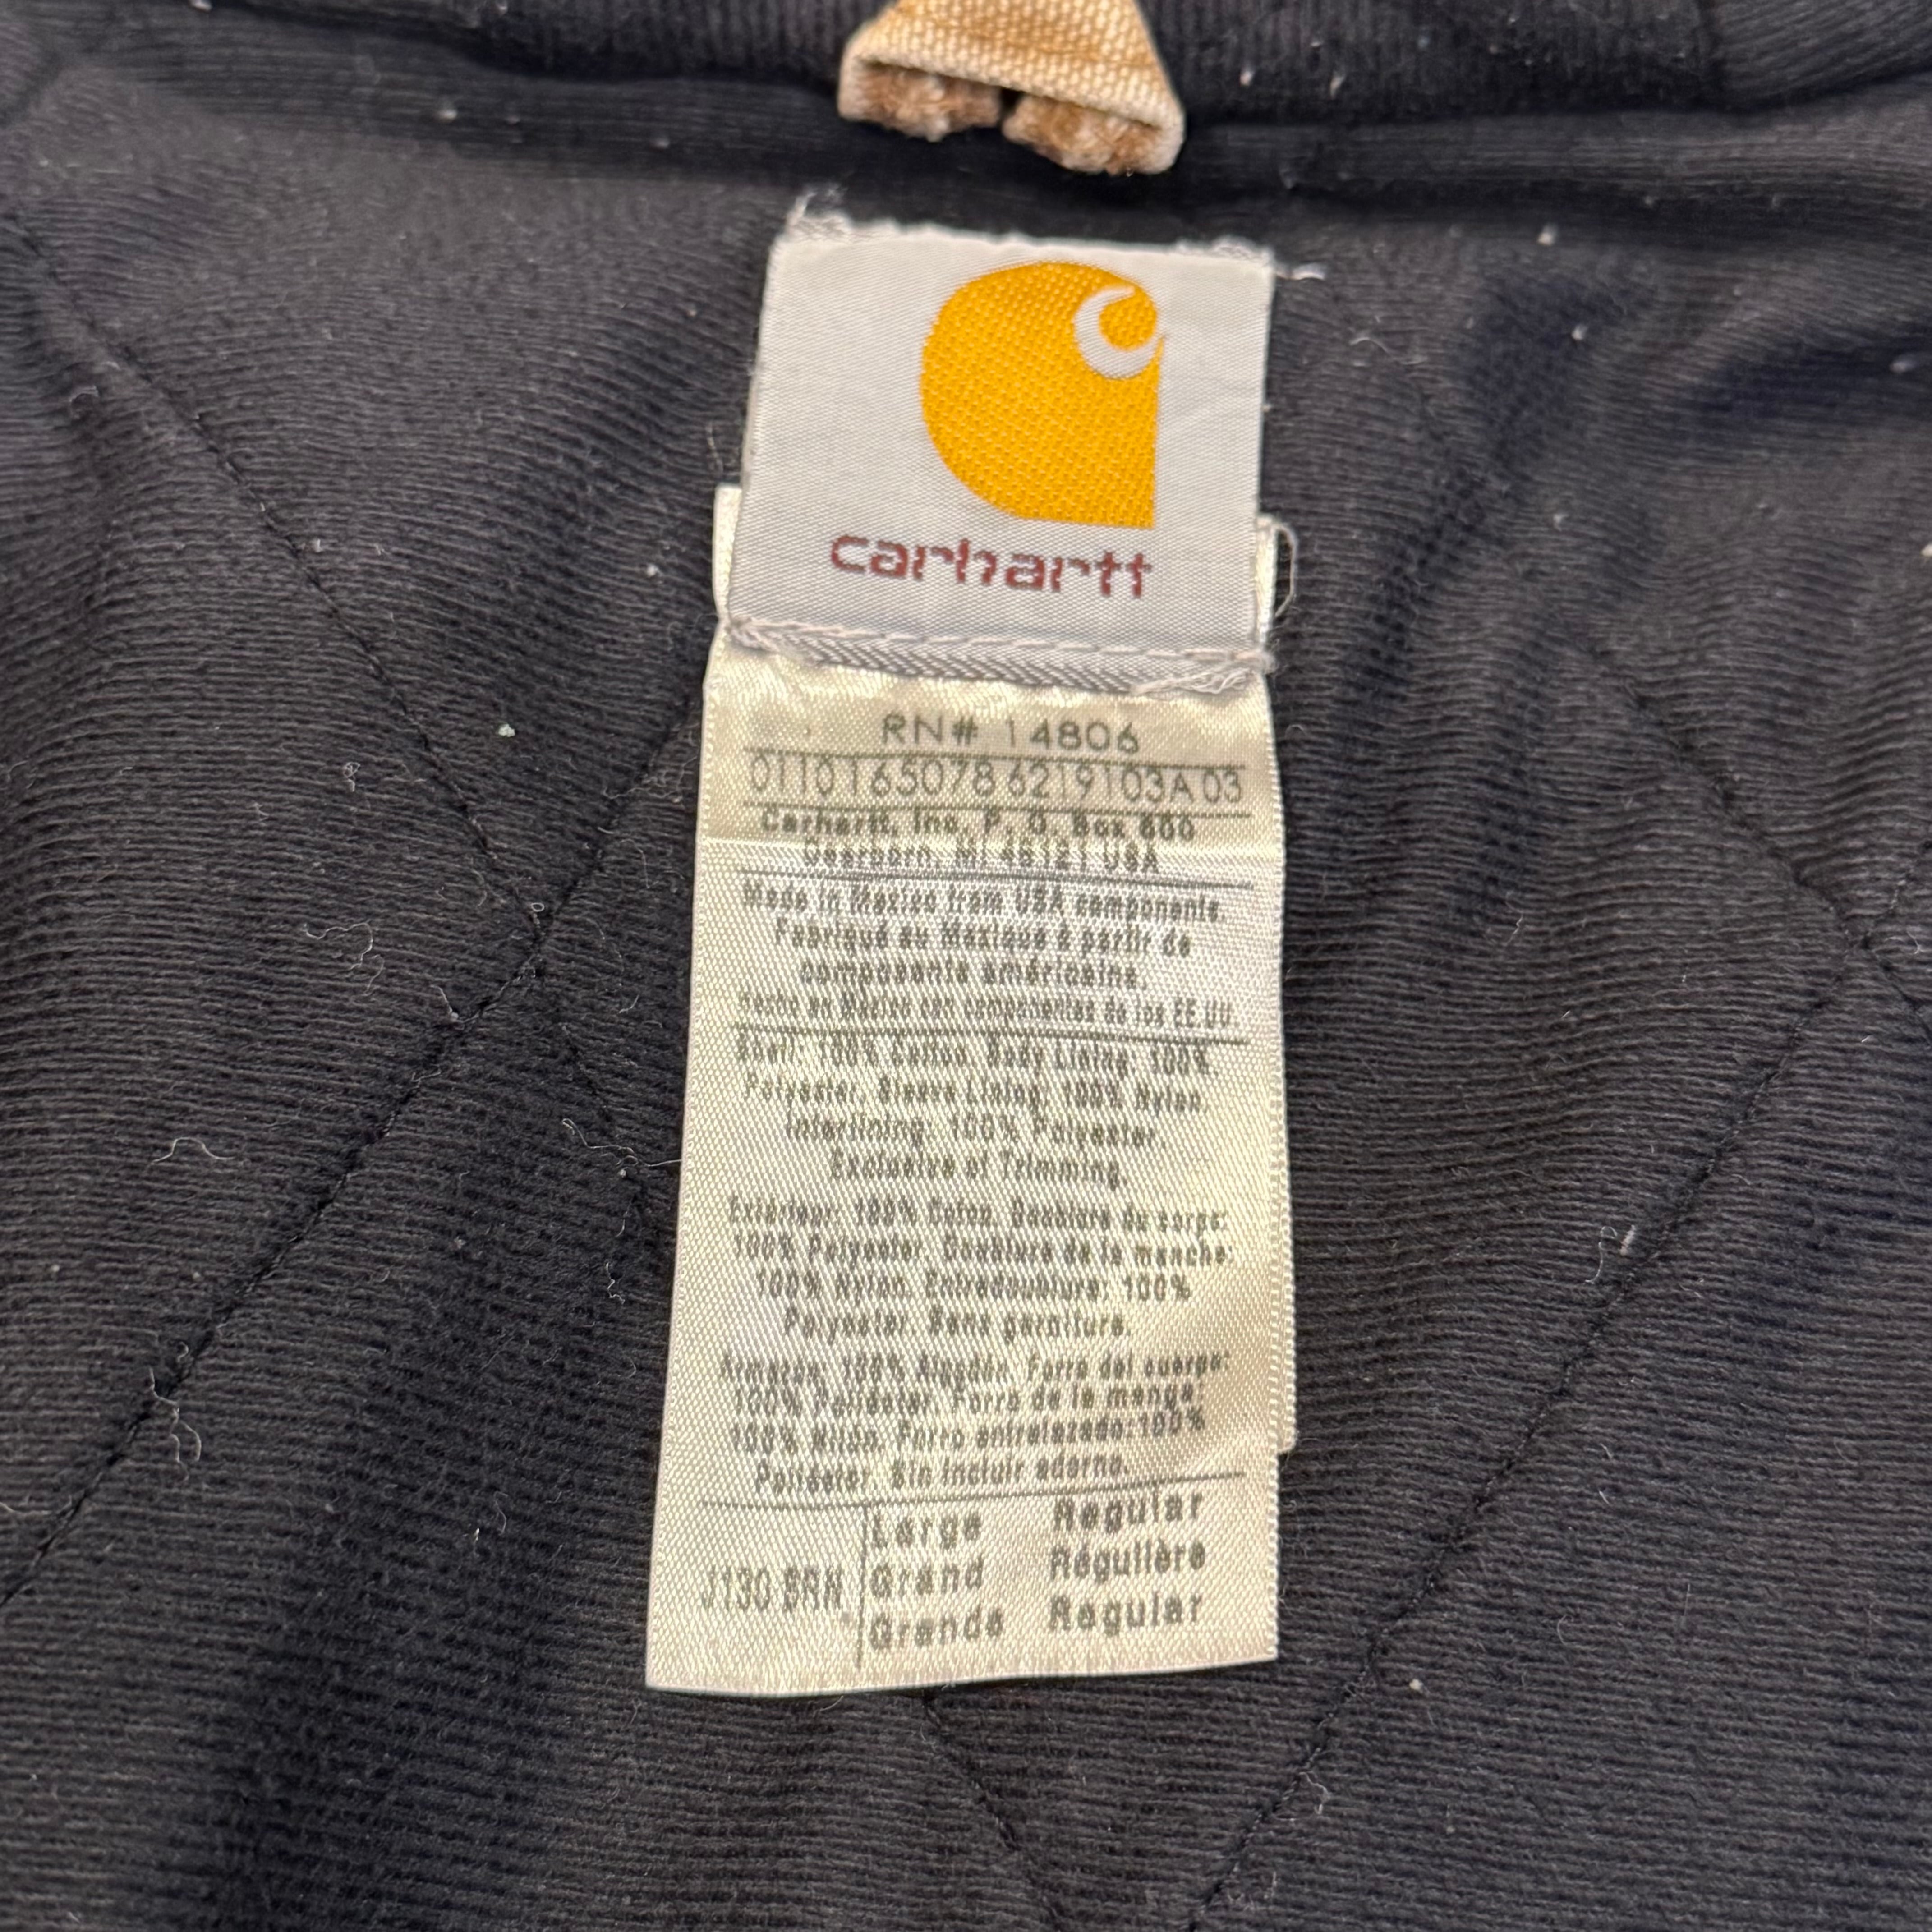 carhartt
RN# 14806
01101650786219103A03
Carhartt, Inc. P. O. Box 600
Dearborn, MI 48121 USA
Made in Mexico from USA components.
Fabriqué au Mexique à partir de
composants américains.
Hecho en México con componentes de los EE.UU.
Shell: 100% Cotton. Body Lining: 100%
Polyester. Sleeve Lining: 100% Nylon.
Interlining: 100% Polyester.
Exclusive of Trimming.
Extérieur: 100% Coton. Doublure du corps:
100% Polyester. Doublure de la manche:
100% Nylon. Entredoublure: 100%
Polyester. Sans garniture.
Armazón: 100% Algodón. Forro del cuerpo:
100% Poliéster. Forro de la manga:
100% Nilón. Forro entrelazado: 100%
Poliéster. Sin incluir adorno.
J130 BRN
Large Regular
Grand Régulière
Grande Regular